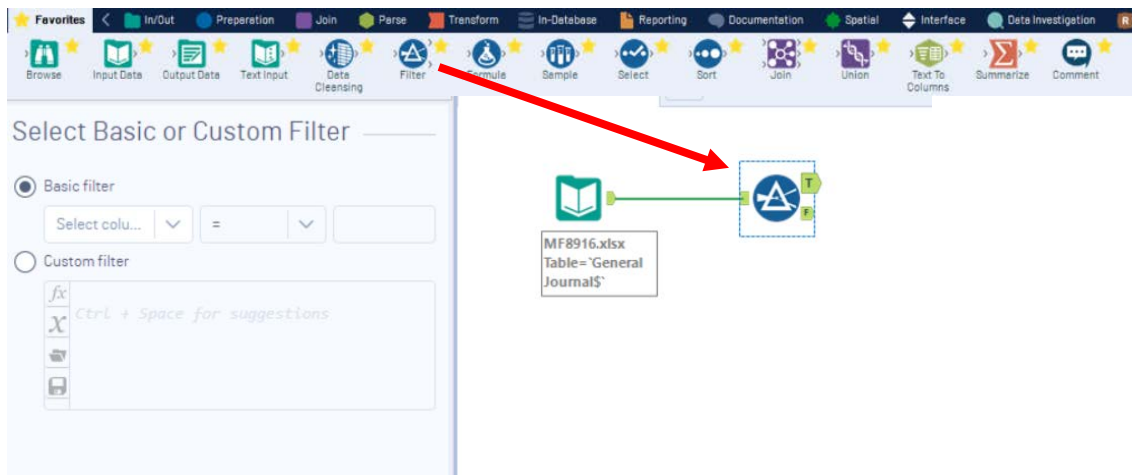 Favorites In/Out Preparation Join Parse Transform In-Database Reporting Documentation Spatial Interface Data Investigation R
Browse Input Data Output Data Text Input Data Cleansing Filter Formula Sample Select Sort Join Union Text To Columns Summarize Comment
Select Basic or Custom Filter
Basic filter
Select colu... =
Custom filter
fx
Ctrl + Space for suggestions
X
T
F
MF8916.xlsx
Table=`General
Journal$`